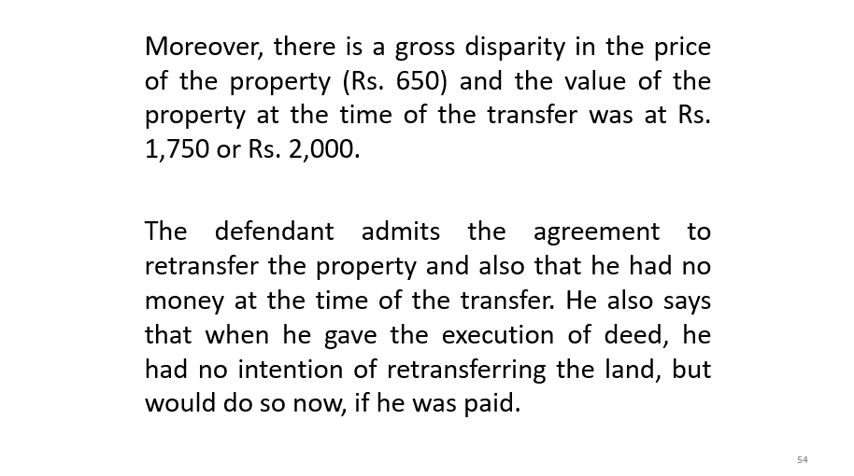 Moreover, there is a gross disparity in the price
of the property (Rs. 650) and the value of the
property at the time of the transfer was at Rs.
1,750 or Rs. 2,000.
The defendant admits the agreement to
retransfer the property and also that he had no
money at the time of the transfer. He also says
that when he gave the execution of deed, he
had no intention of retransferring the land, but
would do so now, if he was paid.
54